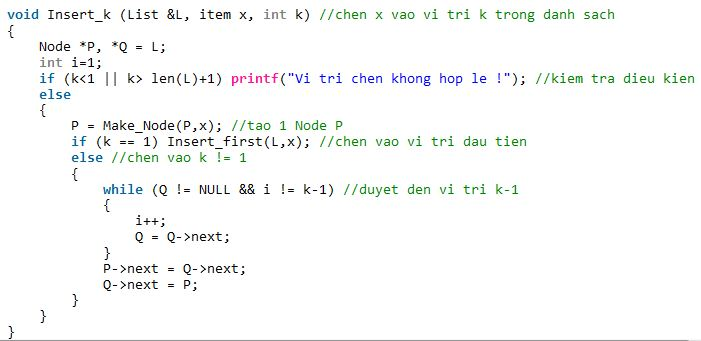 void Insert_k (List &L, item x, int k) //chen x vao vi tri k trong danh sach
{
    Node *P, *Q = L;
    int i=1;
    if (k<1 || k> len(L)+1) printf("Vi tri chen khong hop le !"); //kiem tra dieu kien
    else
    {
        P = Make_Node(P,x); //tao 1 Node P
        if (k == 1) Insert_first(L,x); //chen vao vi tri dau tien
        else //chen vao k != 1
        {
            while (Q != NULL && i != k-1) //duyet den vi tri k-1
            {
                i++;
                Q = Q->next;
            }
            P->next = Q->next;
            Q->next = P;
        }
    }
}